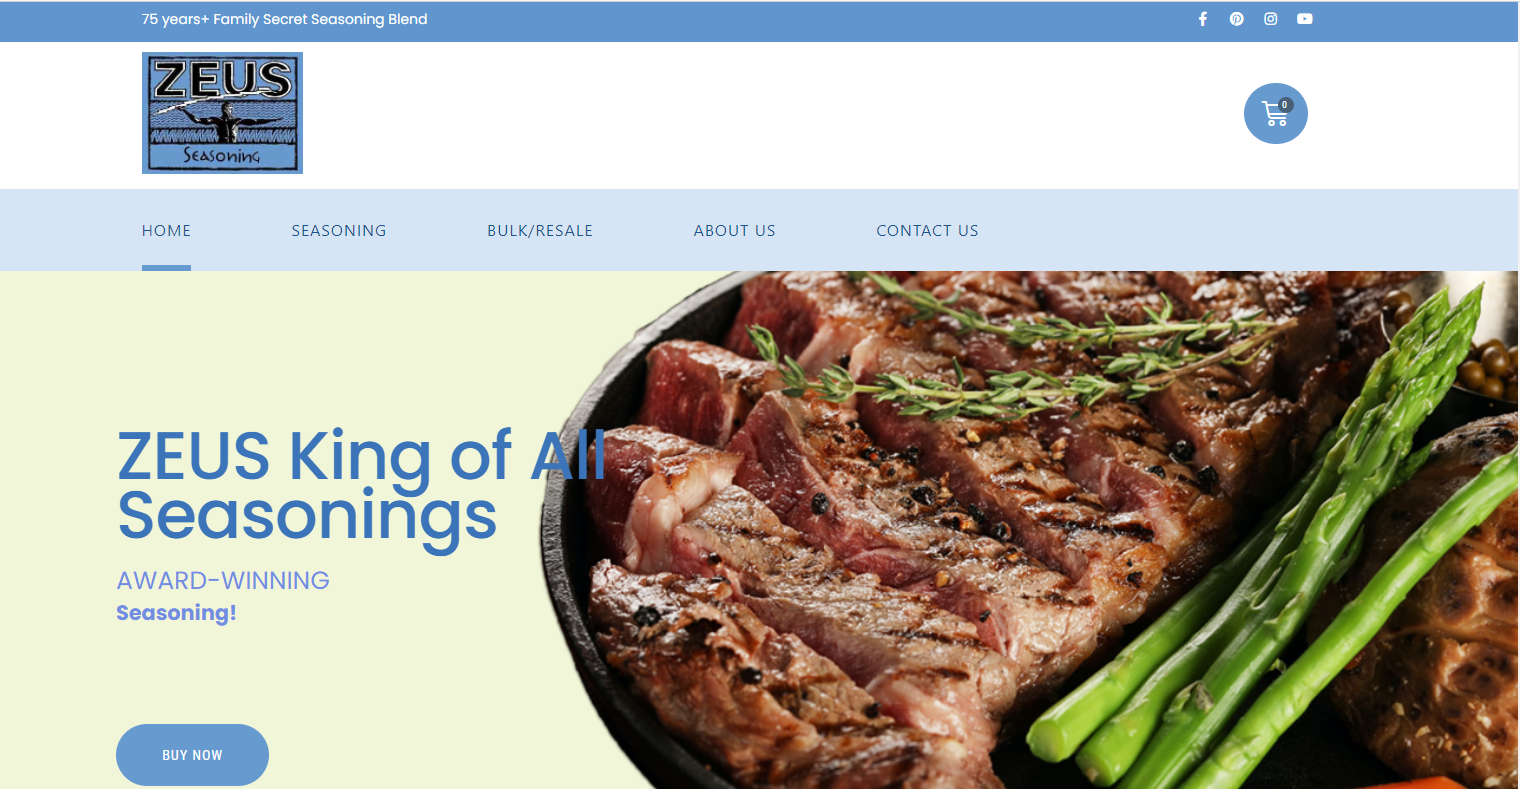 75 years+ Family Secret Seasoning Blend
ZEUS
Seasoning
0
HOME
SEASONING
BULK/RESALE
ABOUT US
CONTACT US
ZEUS King of All
Seasonings
AWARD-WINNING
Seasoning!
BUY NOW